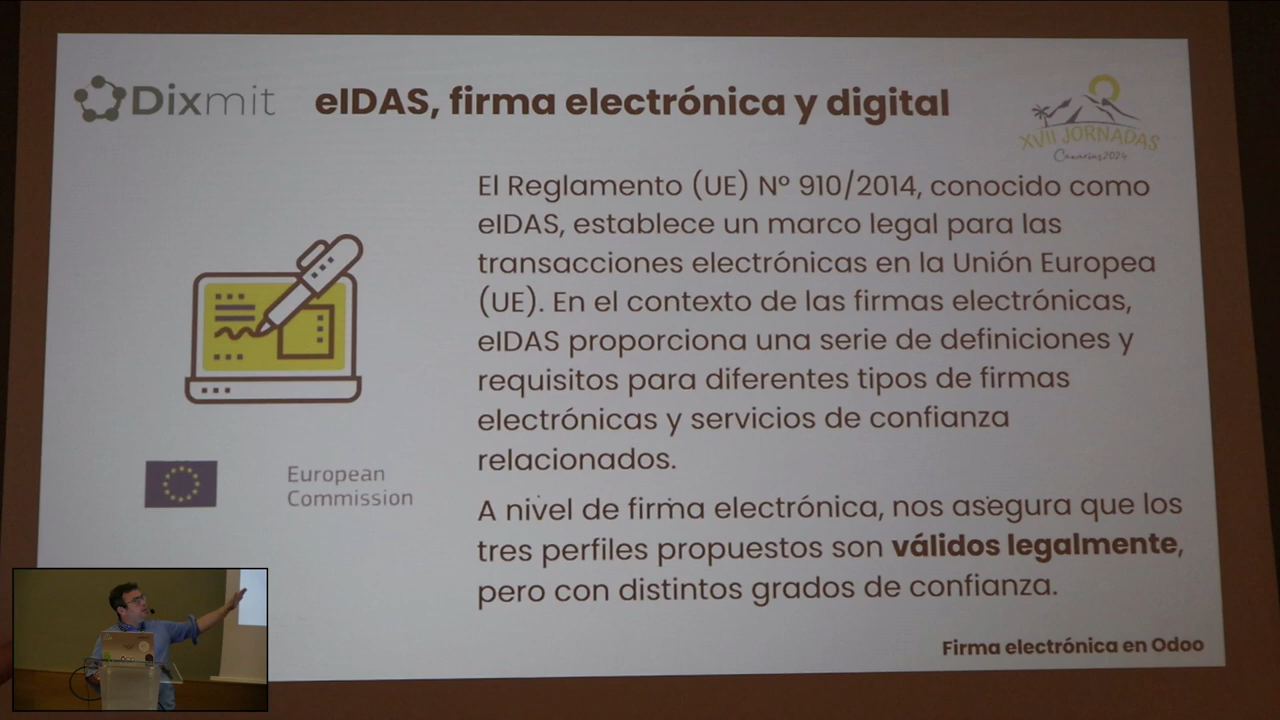 Dixmit
eIDAS, firma electrónica y digital
XVII JORNADAS
Canarias 2024
El Reglamento (UE) Nº 910/2014, conocido como
eIDAS, establece un marco legal para las
transacciones electrónicas en la Unión Europea
(UE). En el contexto de las firmas electrónicas,
eIDAS proporciona una serie de definiciones y
requisitos para diferentes tipos de firmas
electrónicas y servicios de confianza
relacionados.
European
Commission
A nivel de firma electrónica, nos asegura que los
tres perfiles propuestos son válidos legalmente,
pero con distintos grados de confianza.
Firma electrónica en Odoo